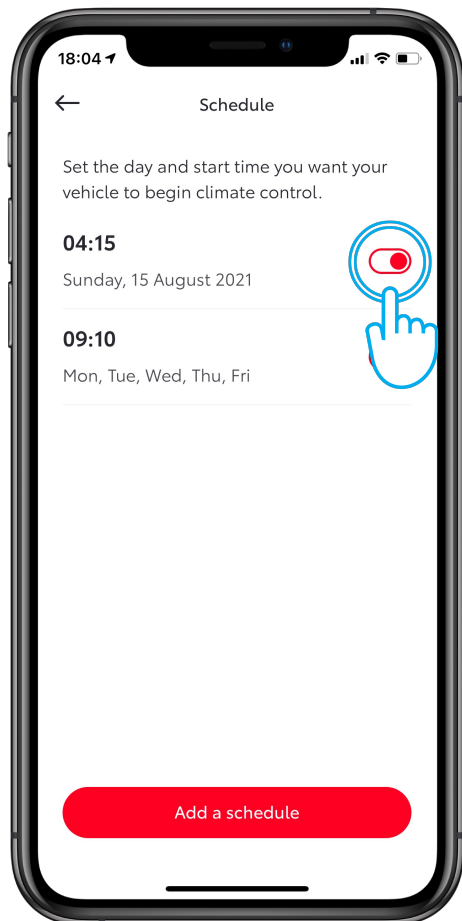 18:04
Schedule
Set the day and start time you want your
vehicle to begin climate control.
04:15
Sunday, 15 August 2021
09:10
Mon, Tue, Wed, Thu, Fri
Add a schedule